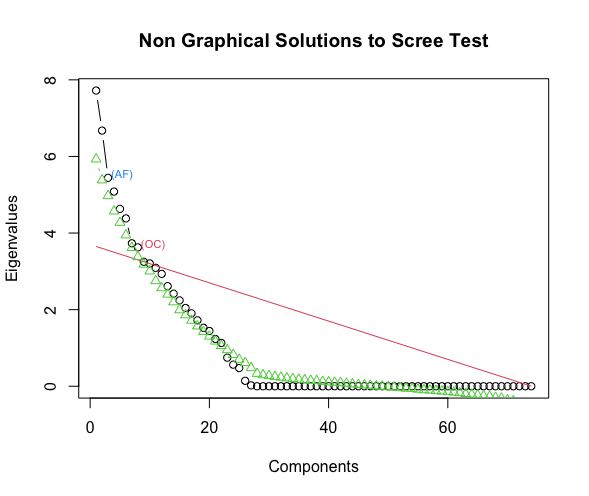 Non Graphical Solutions to Scree Test
8
(AF)
6
Eigenvalues
4
(OC)
2
0
0 20 40 60
Components